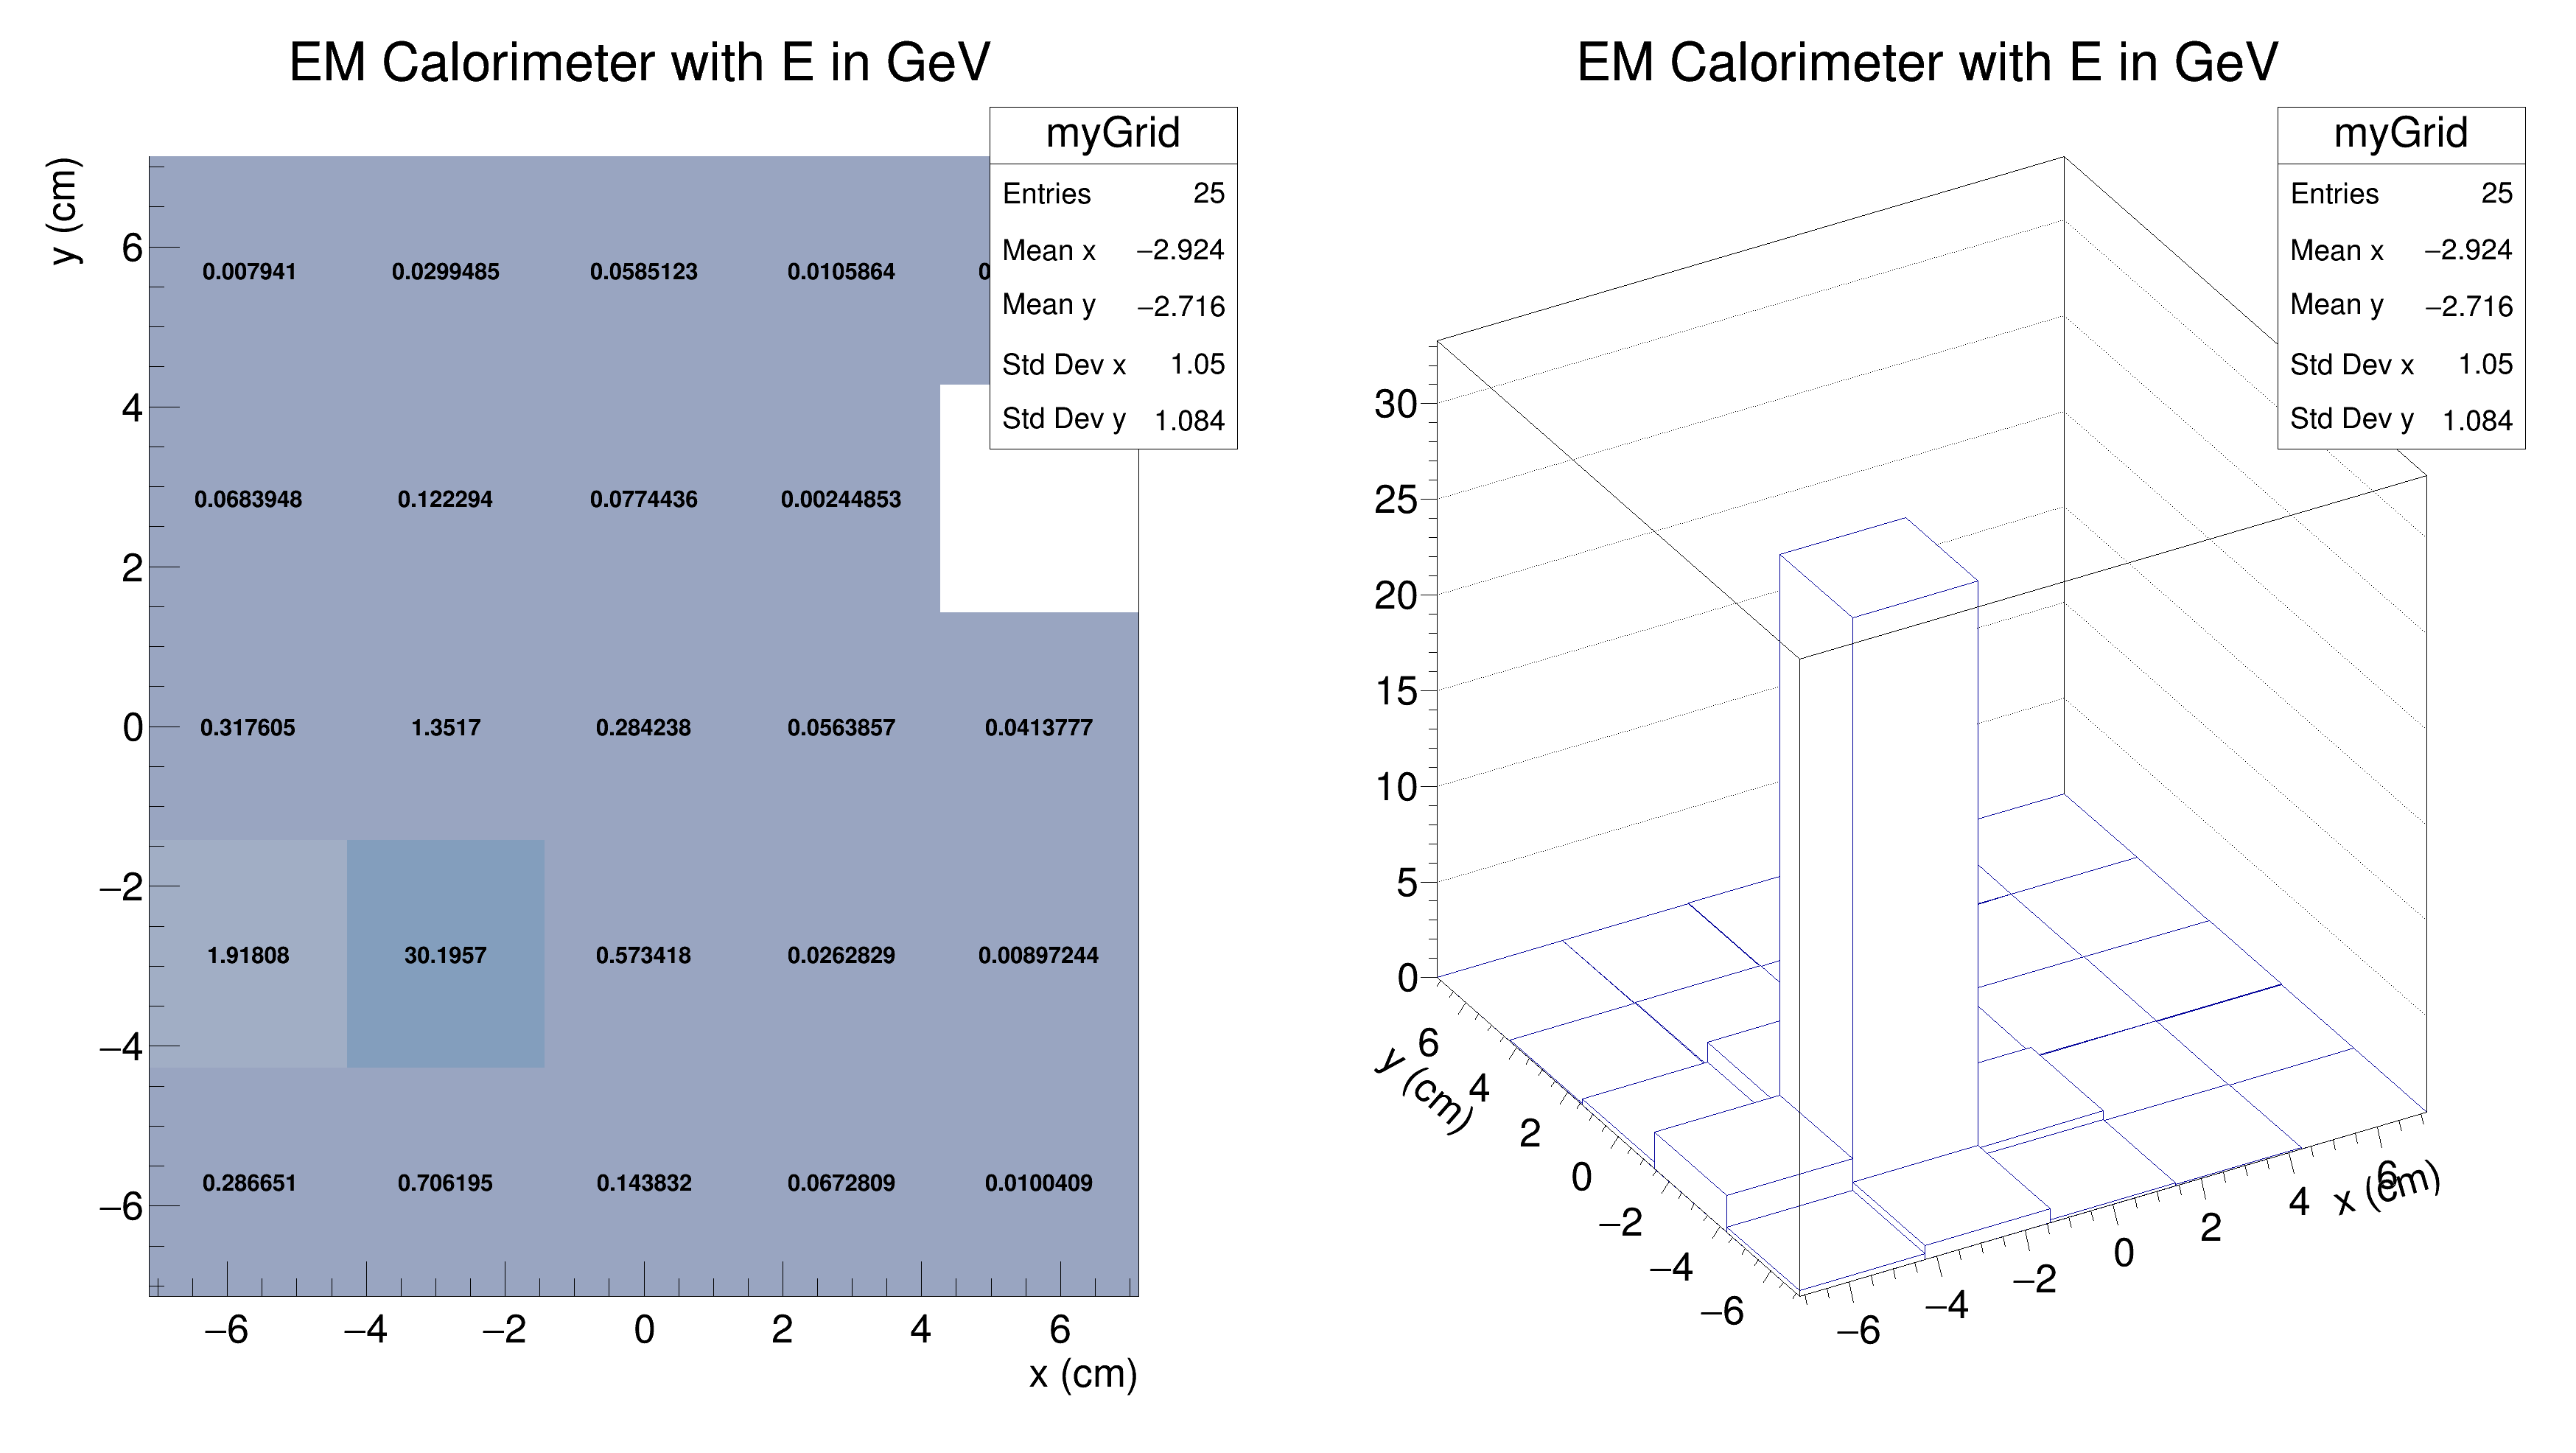 EM Calorimeter with E in GeV
myGrid
Entries 25
Mean x −2.924
Mean y −2.716
Std Dev x 1.05
Std Dev y 1.084
y (cm)
6
4
2
0
−2
−4
−6
0.007941 0.0299485 0.0585123 0.0105864
0.0683948 0.122294 0.0774436 0.00244853
0.317605 1.3517 0.284238 0.0563857 0.0413777
1.91808 30.1957 0.573418 0.0262829 0.00897244
0.286651 0.706195 0.143832 0.0672809 0.0100409
−6 −4 −2 0 2 4 6
x (cm)
EM Calorimeter with E in GeV
myGrid
Entries 25
Mean x −2.924
Mean y −2.716
Std Dev x 1.05
Std Dev y 1.084
30
25
20
15
10
5
0
6
4
2
0
−2
−4
−6
y (cm)
−6
−4
−2
0
2
4
6
x (cm)